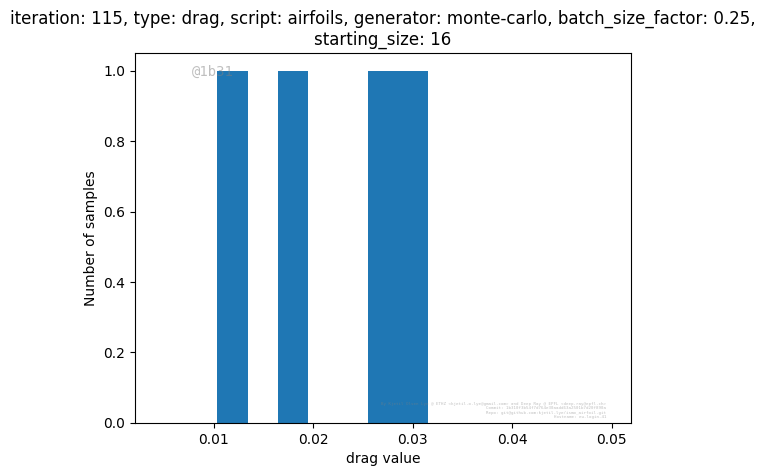 iteration: 115, type: drag, script: airfoils, generator: monte-carlo, batch_size_factor: 0.25,
starting_size: 16
@1b31
1.0
0.8
0.6
0.4
0.2
0.0
Number of samples
0.01
0.02
0.03
0.04
0.05
drag value